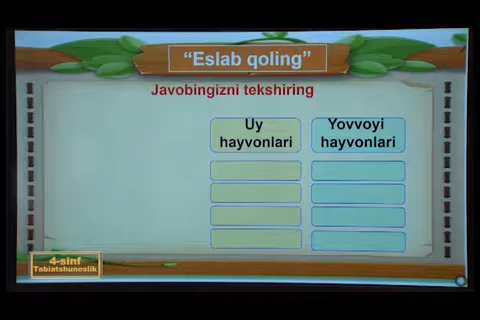 “Eslab qoling”
Javobingizni tekshiring
Uy
hayvonlari
Yovvoyi
hayvonlari
4-sinf
Tabiatshunoslik